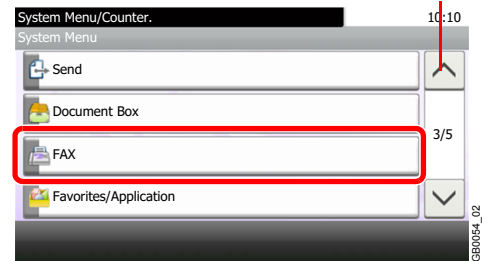 System Menu/Counter.
10:10
System Menu
Send
Document Box
3/5
FAX
Favorites/Application
GB0054_02